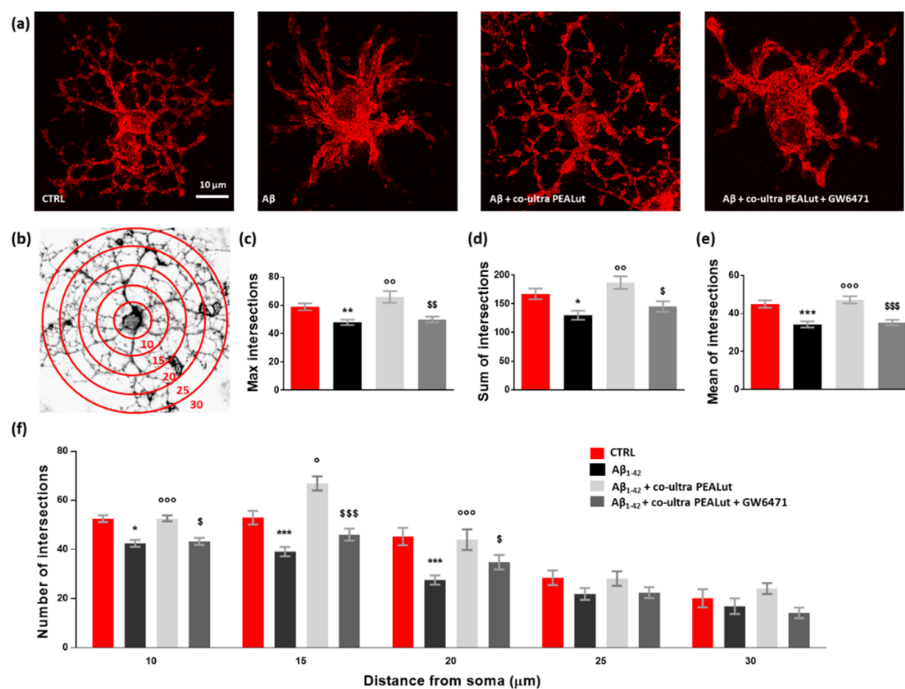 (a)
CTRL
10 µm
Aβ
Aβ + co-ultra PEALut
Aβ + co-ultra PEALut + GW6471
(b)
10
15
20
25
30
(c)
Max intersections
80
60
40
20
0
**
°°
$$
(d)
Sum of intersections
200
150
100
50
0
*
°°
$
(e)
Mean of intersections
60
40
20
0
***
°°°
$$$
(f)
CTRL
Aβ1-42
Aβ1-42 + co-ultra PEALut
Aβ1-42 + co-ultra PEALut + GW6471
Number of intersections
80
60
40
20
0
* °°° $
*** ° $$$
*** °°° $
10 15 20 25 30
Distance from soma (µm)